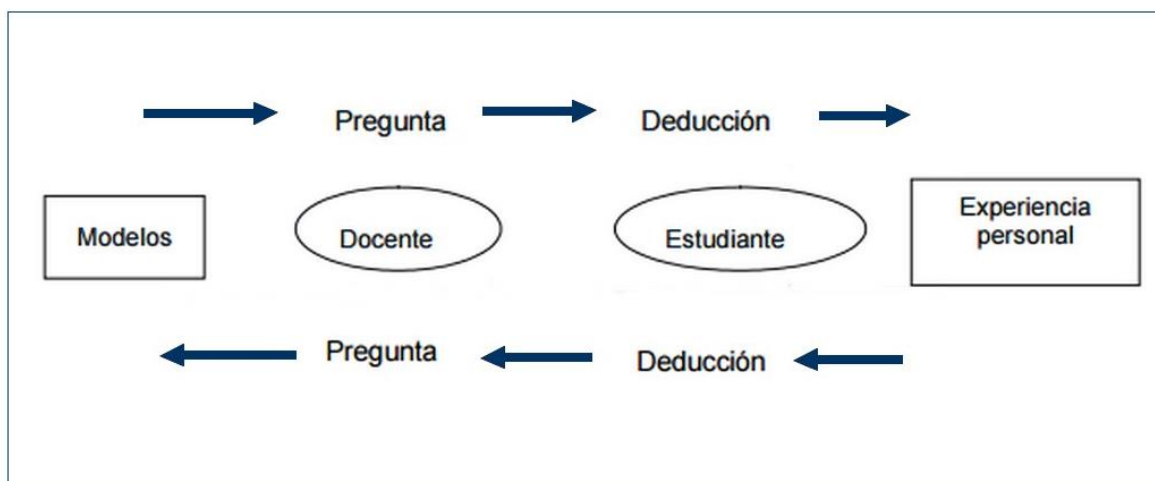 Pregunta
Deducción
Modelos
Docente
Estudiante
Experiencia
personal
Pregunta
Deducción